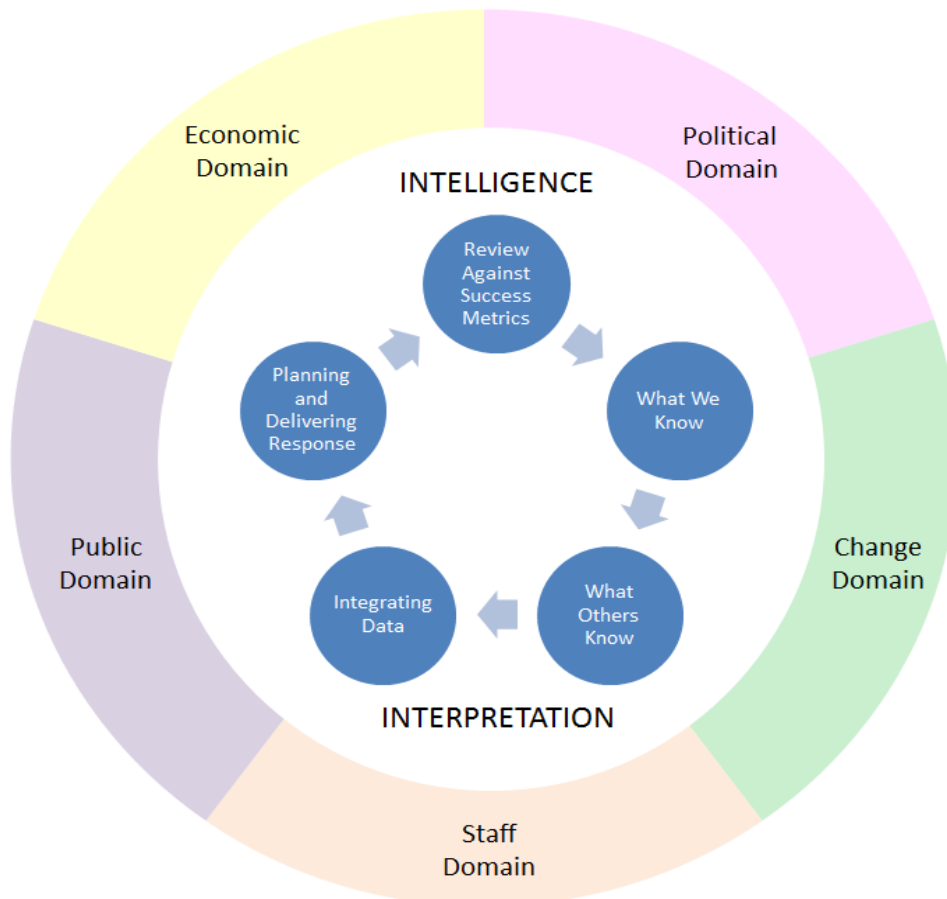 Economic
Domain
Political
Domain
INTELLIGENCE
Review
Against
Success
Metrics
Planning
and
Delivering
Response
What We
Know
Public
Domain
Change
Domain
Integrating
Data
What
Others
Know
INTERPRETATION
Staff
Domain